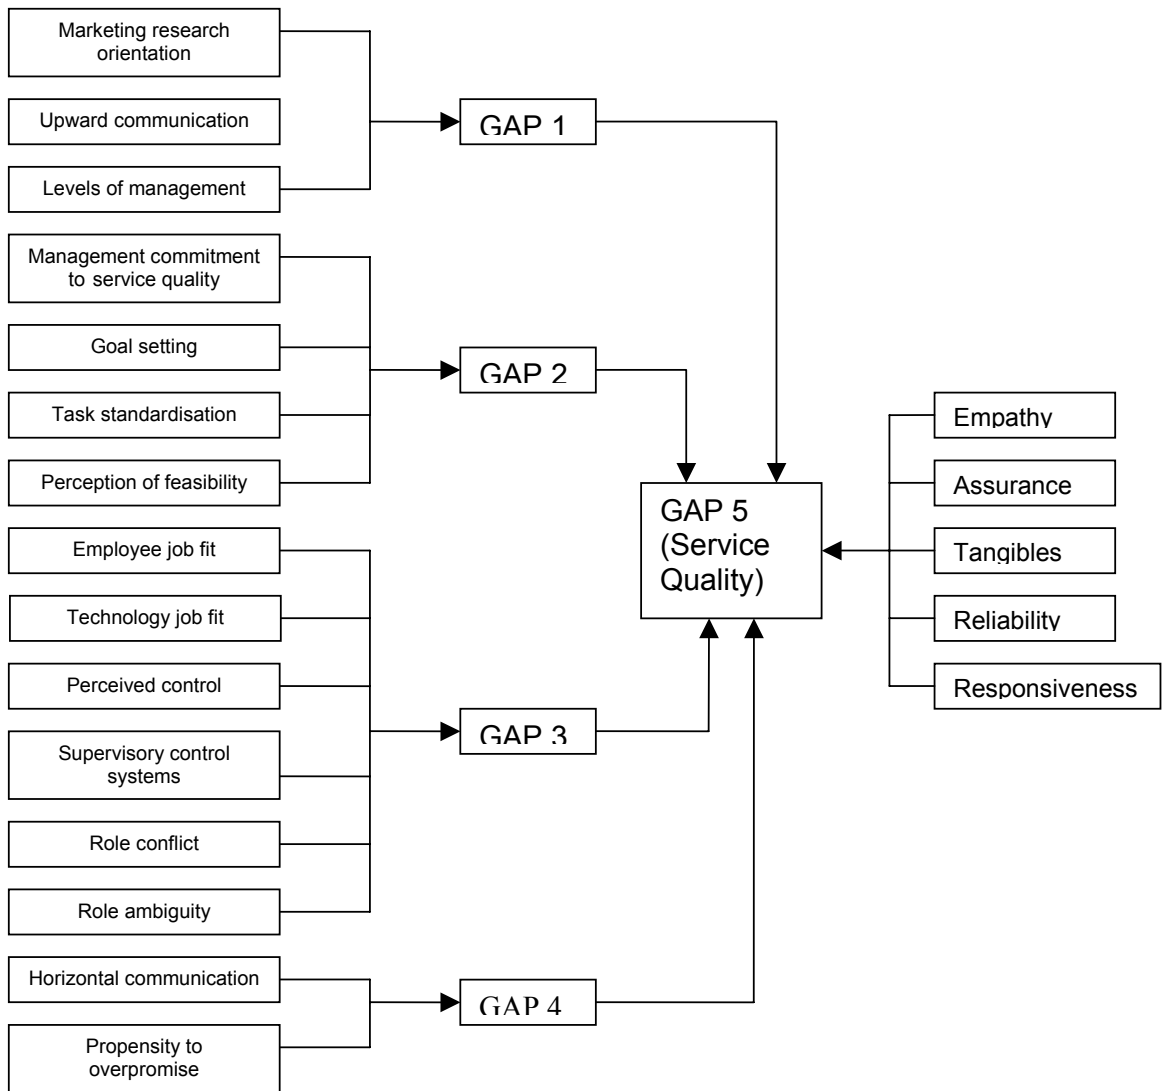 Marketing research
orientation
Upward communication
Levels of management
Management commitment
to service quality
Goal setting
Task standardisation
Perception of feasibility
Employee job fit
Technology job fit
Perceived control
Supervisory control
systems
Role conflict
Role ambiguity
Horizontal communication
Propensity to
overpromise
GAP 1
GAP 2
GAP 3
GAP 4
GAP 5
(Service
Quality)
Empathy
Assurance
Tangibles
Reliability
Responsiveness